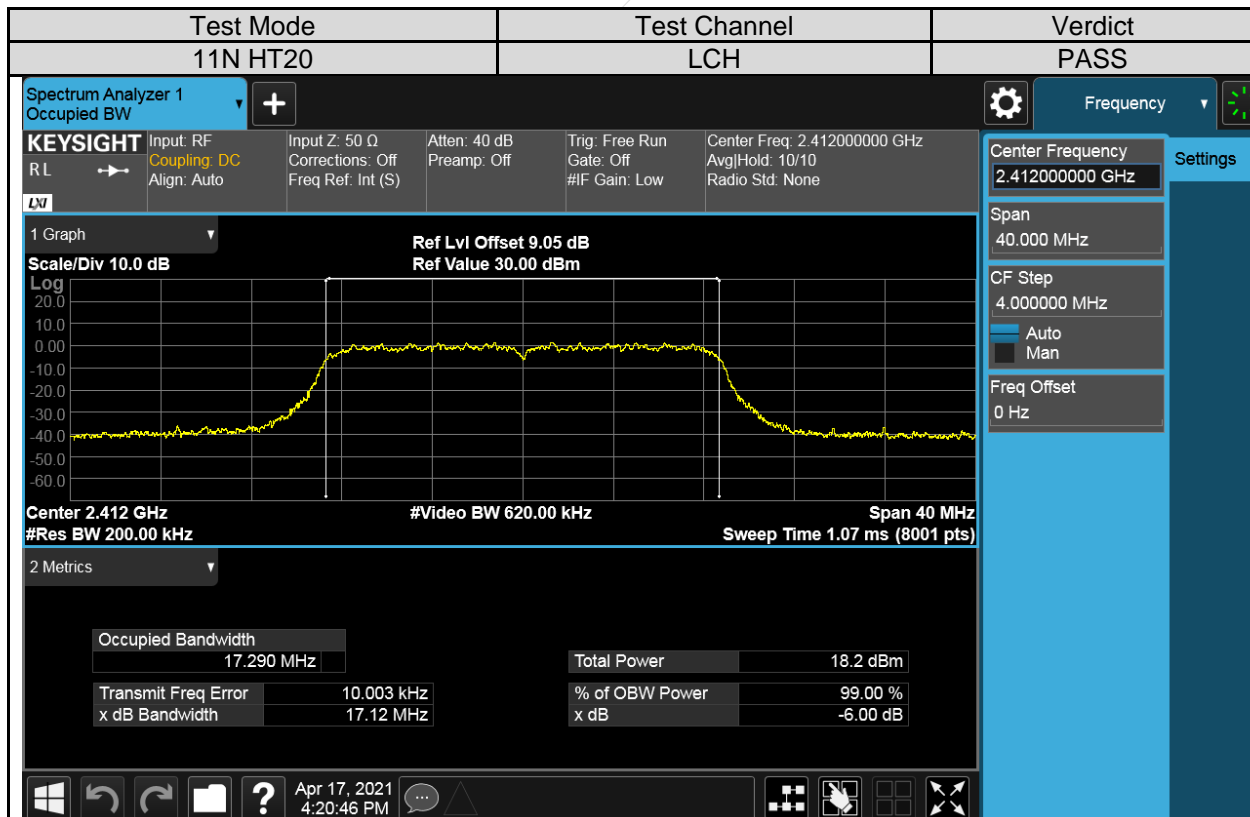 Test Mode Test Channel Verdict
11N HT20 LCH PASS
Spectrum Analyzer 1
Occupied BW
+
Frequency
KEYSIGHT Input: RF Input Z: 50 Ω Atten: 40 dB Trig: Free Run Center Freq: 2.412000000 GHz
RL Coupling: DC Corrections: Off Preamp: Off Gate: Off Avg|Hold: 10/10
Align: Auto Freq Ref: Int (S) #IF Gain: Low Radio Std: None
LXI
Center Frequency
2.412000000 GHz
Settings
Span
40.000 MHz
CF Step
4.000000 MHz
Auto
Man
Freq Offset
0 Hz
1 Graph
Ref Lvl Offset 9.05 dB
Scale/Div 10.0 dB Ref Value 30.00 dBm
Log
20.0
10.0
0.00
-10.0
-20.0
-30.0
-40.0
-50.0
-60.0
Center 2.412 GHz #Video BW 620.00 kHz Span 40 MHz
#Res BW 200.00 kHz Sweep Time 1.07 ms (8001 pts)
2 Metrics
Occupied Bandwidth
17.290 MHz Total Power 18.2 dBm
Transmit Freq Error 10.003 kHz % of OBW Power 99.00 %
x dB Bandwidth 17.12 MHz x dB -6.00 dB
? Apr 17, 2021
4:20:46 PM